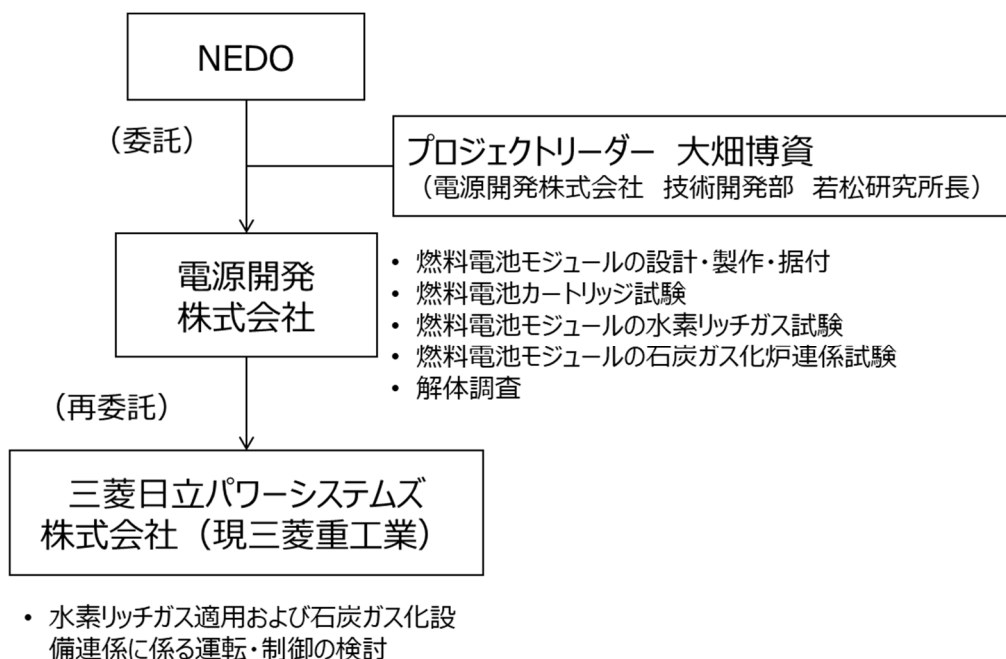 NEDO
（委託）
プロジェクトリーダー　大畑博資
（電源開発株式会社　技術開発部　若松研究所長）
電源開発
株式会社
• 燃料電池モジュールの設計・製作・据付
• 燃料電池カートリッジ試験
• 燃料電池モジュールの水素リッチガス試験
• 燃料電池モジュールの石炭ガス化炉連係試験
• 解体調査
（再委託）
三菱日立パワーシステムズ
株式会社（現三菱重工業）
• 水素リッチガス適用および石炭ガス化設
備連係に係る運転・制御の検討